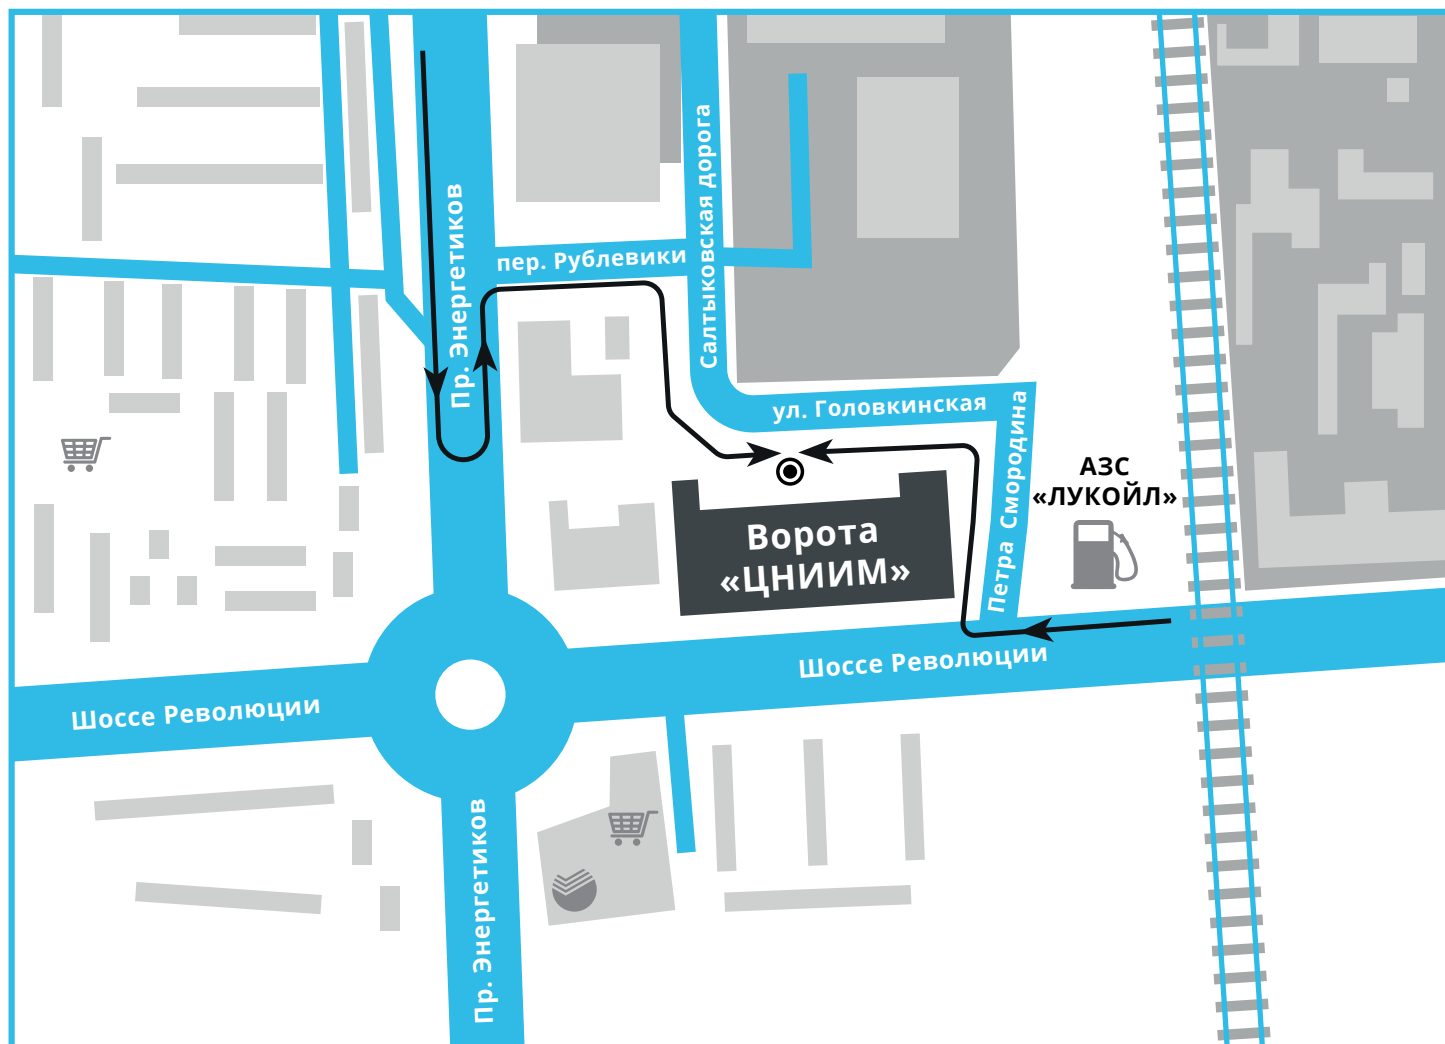 Пр. Энергетиков
пер. Рублевики
Салтыковская дорога
ул. Головкинская
Петра Смородина
АЗС
«ЛУКОЙЛ»
Ворота
«ЦНИИМ»
Шоссе Революции
Шоссе Революции
Пр. Энергетиков